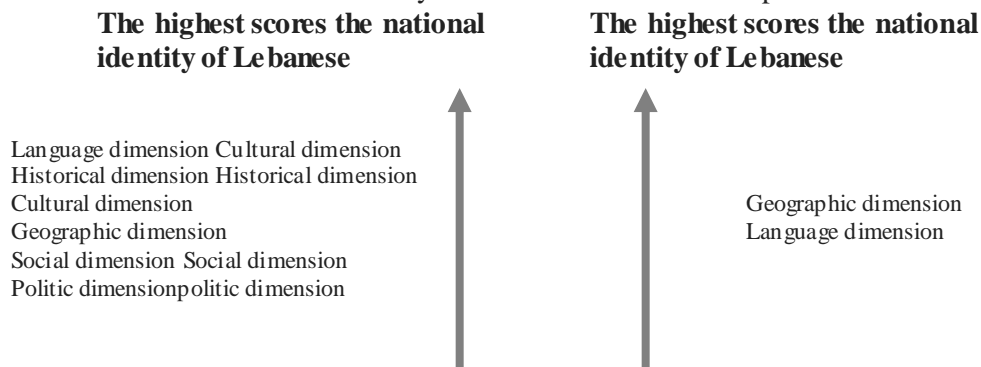 The highest scores the national
identity of Lebanese
The highest scores the national
identity of Lebanese
Language dimension Cultural dimension
Historical dimension Historical dimension
Cultural dimension
Geographic dimension
Social dimension Social dimension
Politic dimensionpolitic dimension
Geographic dimension
Language dimension